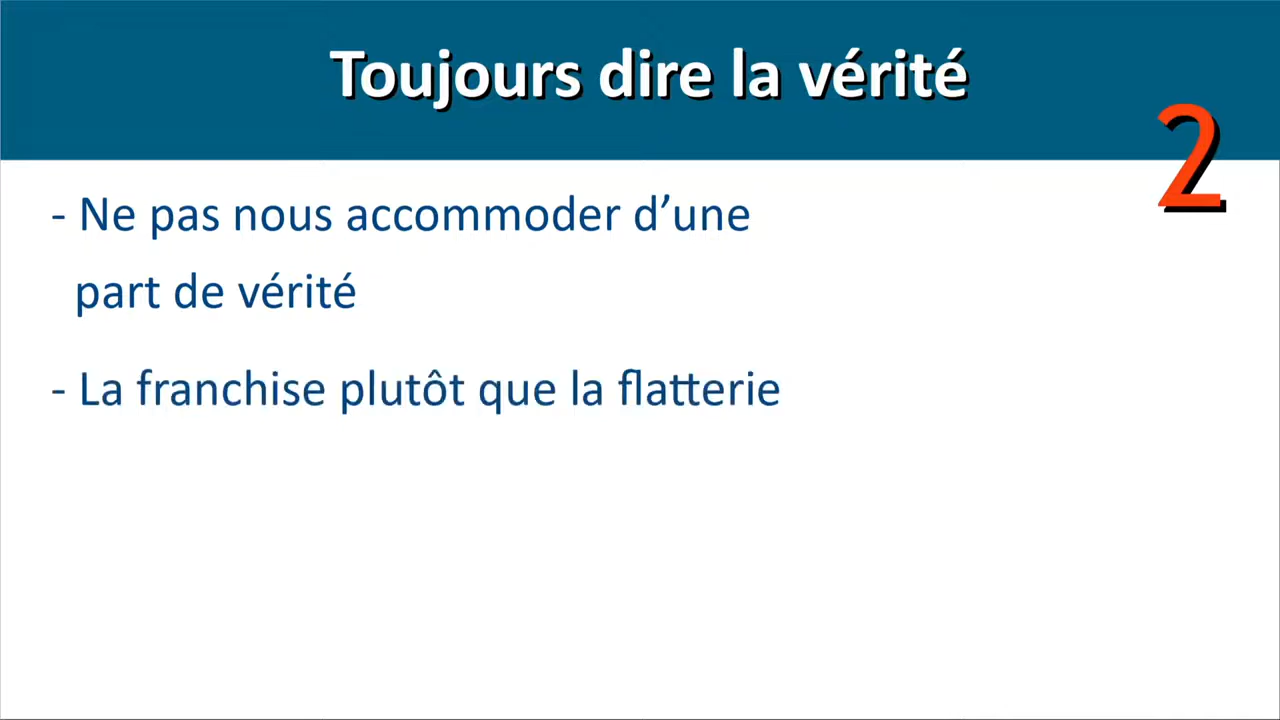 Toujours dire la vérité
2
- Ne pas nous accommoder d’une
part de vérité
- La franchise plutôt que la flatterie